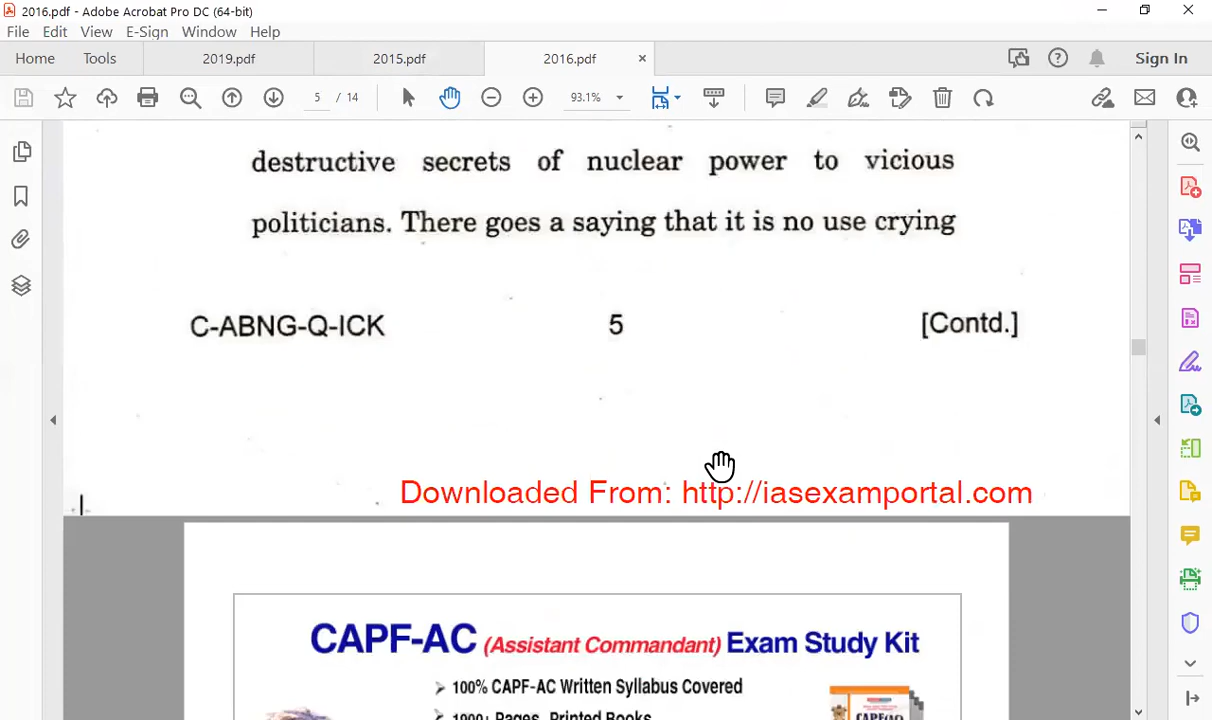 2016.pdf - Adobe Acrobat Pro DC (64-bit)
File Edit View E-Sign Window Help
Home Tools 2019.pdf 2015.pdf 2016.pdf Sign In
5 / 14 93.1%
destructive secrets of nuclear power to vicious
politicians. There goes a saying that it is no use crying
C-ABNG-Q-ICK 5 [Contd.]
Downloaded From: http://iasexamportal.com
CAPF-AC (Assistant Commandant) Exam Study Kit
100% CAPF-AC Written Syllabus Covered
1900+ Pages, Printed Books
CAPF(AC)